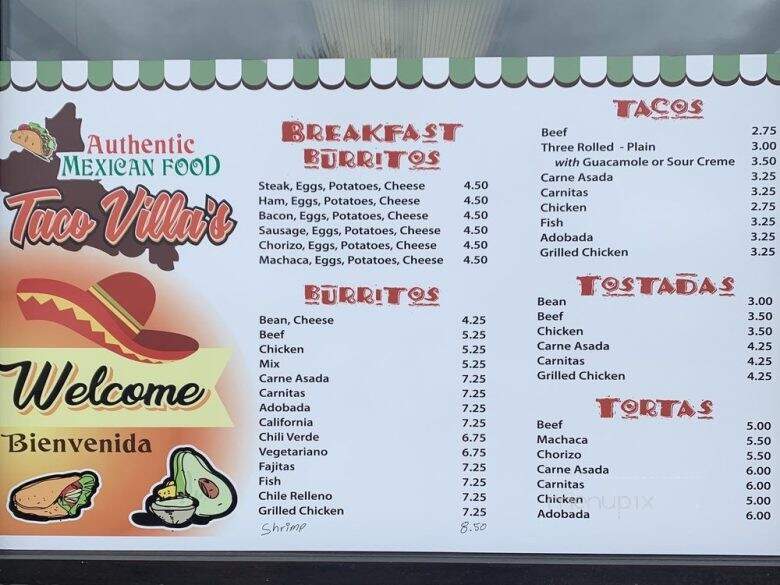 Authentic
MEXICAN FOOD
Taco Villa's
Welcome
Bienvenida
BREAKFAST
BURRITOS
Steak, Eggs, Potatoes, Cheese 4.50
Ham, Eggs, Potatoes, Cheese 4.50
Bacon, Eggs, Potatoes, Cheese 4.50
Sausage, Eggs, Potatoes, Cheese 4.50
Chorizo, Eggs, Potatoes, Cheese 4.50
Machaca, Eggs, Potatoes, Cheese 4.50
BURRITOS
Bean, Cheese 4.25
Beef 5.25
Chicken 5.25
Mix 5.25
Carne Asada 7.25
Carnitas 7.25
Adobada 7.25
California 7.25
Chili Verde 6.75
Vegetariano 6.75
Fajitas 7.25
Fish 7.25
Chile Relleno 7.25
Grilled Chicken 7.25
Shrimp 8.50
TACOS
Beef 2.75
Three Rolled - Plain 3.00
with Guacamole or Sour Creme 3.50
Carne Asada 3.25
Carnitas 3.25
Chicken 2.75
Fish 3.25
Adobada 3.25
Grilled Chicken 3.25
TOSTADAS
Bean 3.00
Beef 3.50
Chicken 3.50
Carne Asada 4.25
Carnitas 4.25
Grilled Chicken 4.25
TORTAS
Beef 5.00
Machaca 5.50
Chorizo 5.50
Carne Asada 6.00
Carnitas 6.00
Chicken 5.00
Adobada 6.00
menupix